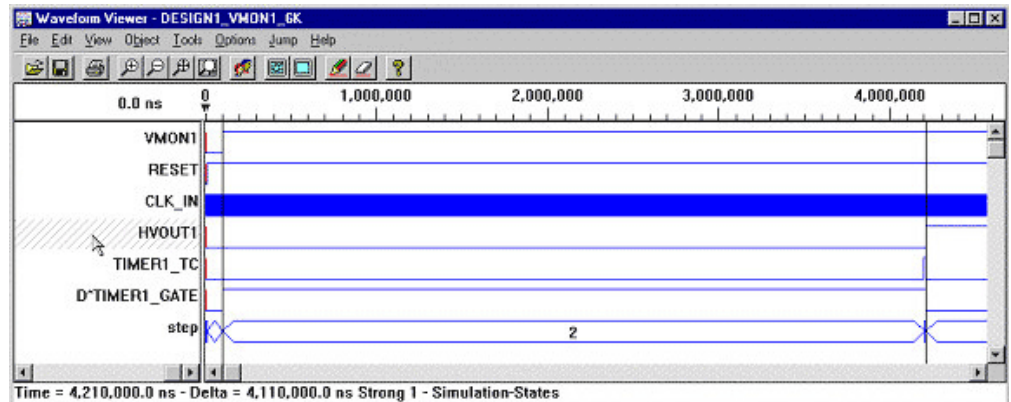 Waveform Viewer - DESIGN1_VMON1_6K
File Edit View Object Tools Options Jump Help
0.0 ns 0 1,000,000 2,000,000 3,000,000 4,000,000
VMON1
RESET
CLK_IN
HVOUT1
TIMER1_TC
D*TIMER1_GATE
step 2
Time = 4,210,000.0 ns - Delta = 4,110,000.0 ns Strong 1 - Simulation-States